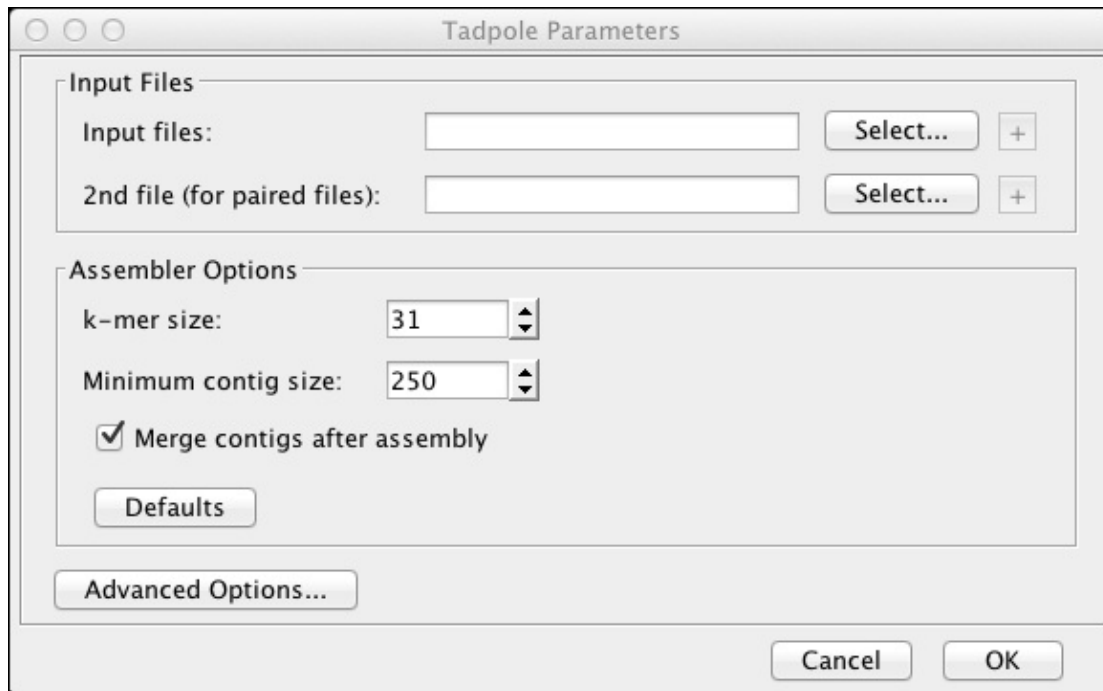 Tadpole Parameters
Input Files
Input files: Select... +
2nd file (for paired files): Select... +
Assembler Options
k-mer size: 31
Minimum contig size: 250
Merge contigs after assembly
Defaults
Advanced Options...
Cancel OK